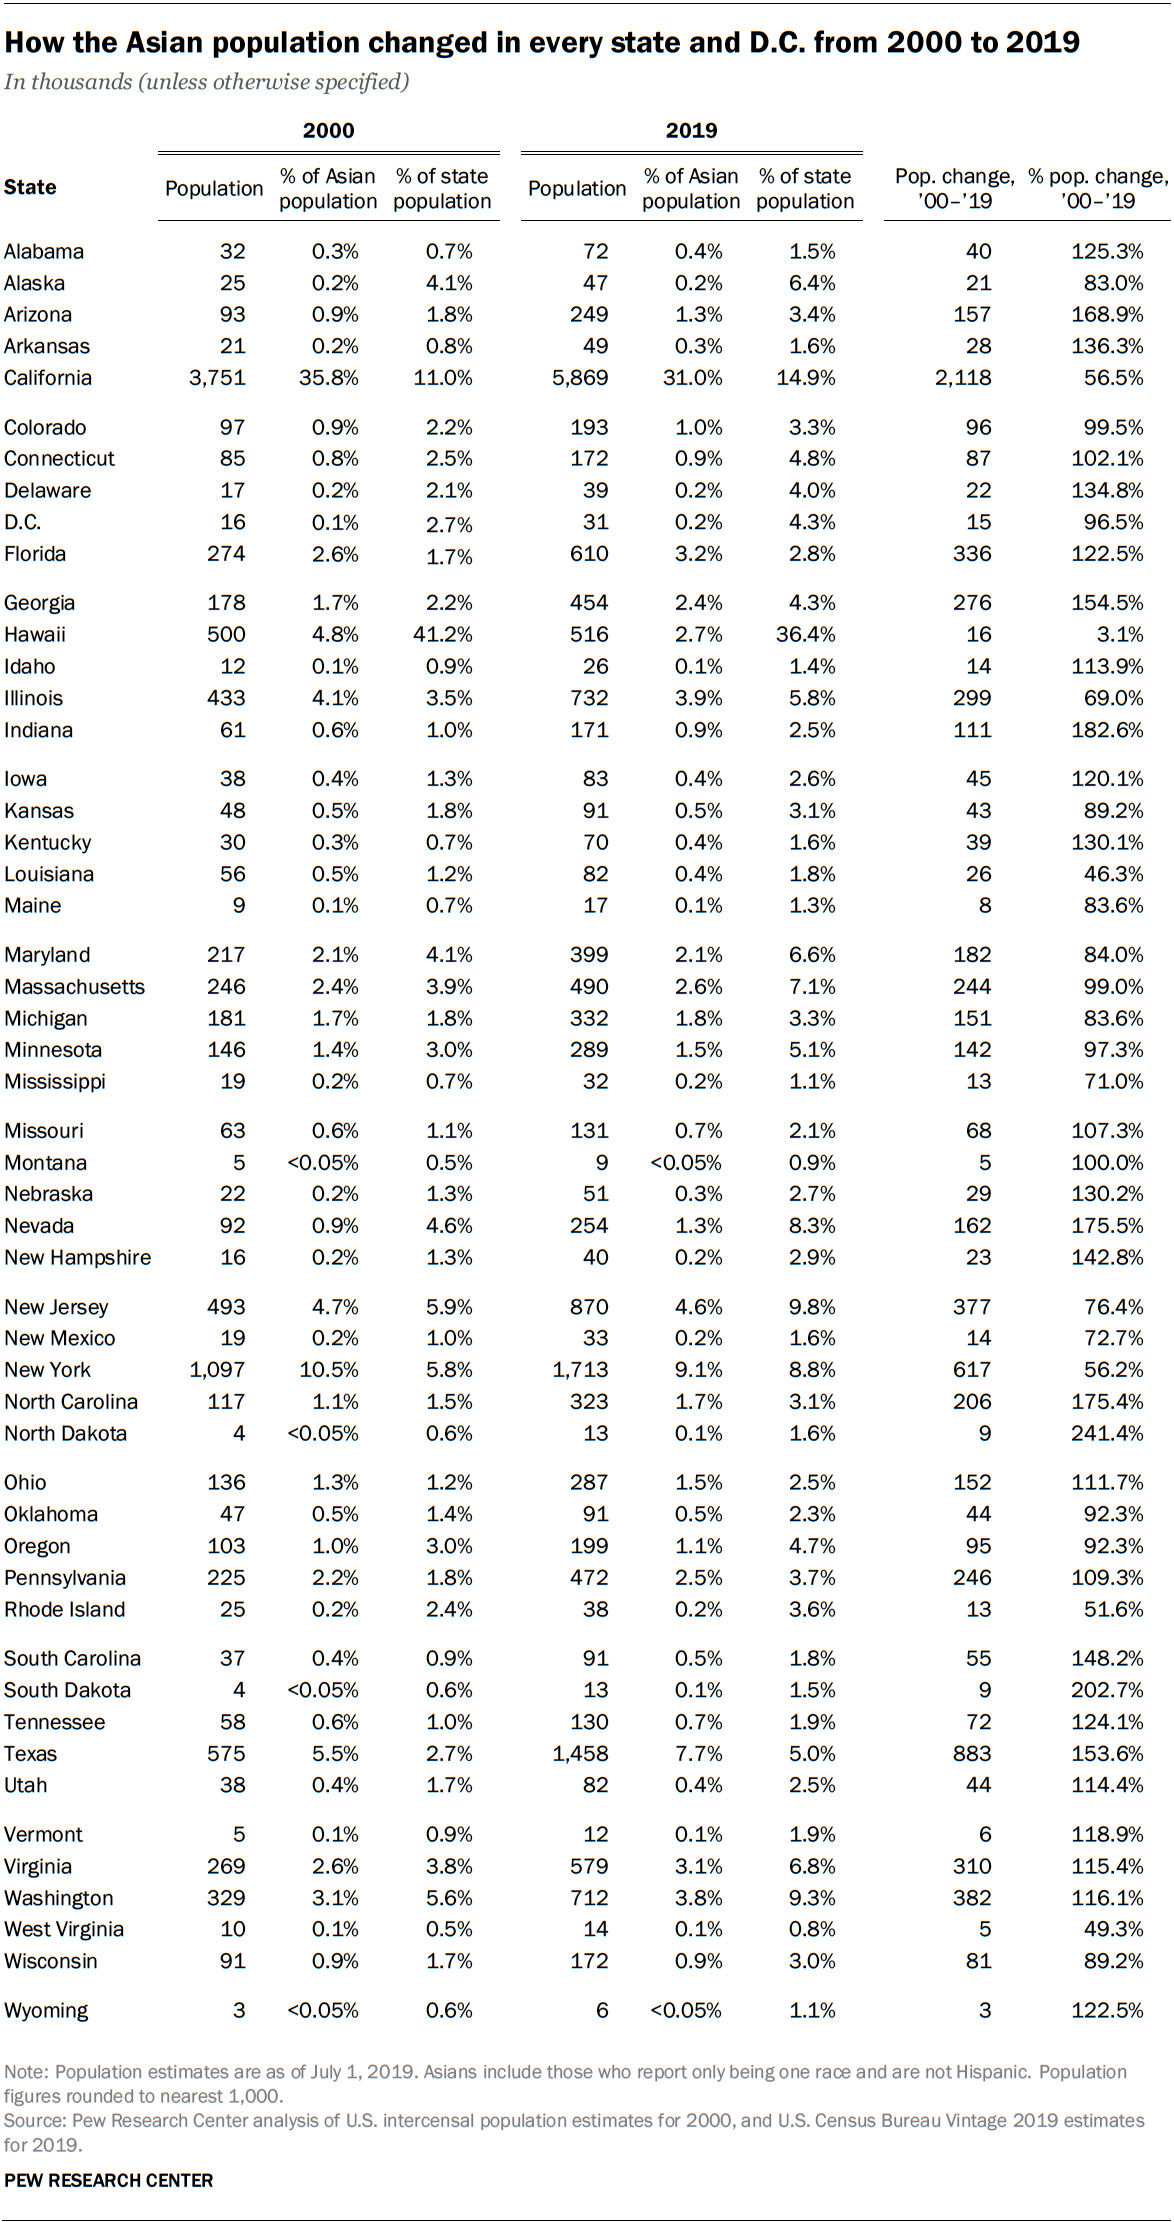 How the Asian population changed in every state and D.C. from 2000 to 2019
In thousands (unless otherwise specified)
2000 2019
State Population % of Asian population % of state population Population % of Asian population % of state population Pop. change, ’00–’19 % pop. change, ’00–’19
Alabama 32 0.3% 0.7% 72 0.4% 1.5% 40 125.3%
Alaska 25 0.2% 4.1% 47 0.2% 6.4% 21 83.0%
Arizona 93 0.9% 1.8% 249 1.3% 3.4% 157 168.9%
Arkansas 21 0.2% 0.8% 49 0.3% 1.6% 28 136.3%
California 3,751 35.8% 11.0% 5,869 31.0% 14.9% 2,118 56.5%
Colorado 97 0.9% 2.2% 193 1.0% 3.3% 96 99.5%
Connecticut 85 0.8% 2.5% 172 0.9% 4.8% 87 102.1%
Delaware 17 0.2% 2.1% 39 0.2% 4.0% 22 134.8%
D.C. 16 0.1% 2.7% 31 0.2% 4.3% 15 96.5%
Florida 274 2.6% 1.7% 610 3.2% 2.8% 336 122.5%
Georgia 178 1.7% 2.2% 454 2.4% 4.3% 276 154.5%
Hawaii 500 4.8% 41.2% 516 2.7% 36.4% 16 3.1%
Idaho 12 0.1% 0.9% 26 0.1% 1.4% 14 113.9%
Illinois 433 4.1% 3.5% 732 3.9% 5.8% 299 69.0%
Indiana 61 0.6% 1.0% 171 0.9% 2.5% 111 182.6%
Iowa 38 0.4% 1.3% 83 0.4% 2.6% 45 120.1%
Kansas 48 0.5% 1.8% 91 0.5% 3.1% 43 89.2%
Kentucky 30 0.3% 0.7% 70 0.4% 1.6% 39 130.1%
Louisiana 56 0.5% 1.2% 82 0.4% 1.8% 26 46.3%
Maine 9 0.1% 0.7% 17 0.1% 1.3% 8 83.6%
Maryland 217 2.1% 4.1% 399 2.1% 6.6% 182 84.0%
Massachusetts 246 2.4% 3.9% 490 2.6% 7.1% 244 99.0%
Michigan 181 1.7% 1.8% 332 1.8% 3.3% 151 83.6%
Minnesota 146 1.4% 3.0% 289 1.5% 5.1% 142 97.3%
Mississippi 19 0.2% 0.7% 32 0.2% 1.1% 13 71.0%
Missouri 63 0.6% 1.1% 131 0.7% 2.1% 68 107.3%
Montana 5 <0.05% 0.5% 9 <0.05% 0.9% 5 100.0%
Nebraska 22 0.2% 1.3% 51 0.3% 2.7% 29 130.2%
Nevada 92 0.9% 4.6% 254 1.3% 8.3% 162 175.5%
New Hampshire 16 0.2% 1.3% 40 0.2% 2.9% 23 142.8%
New Jersey 493 4.7% 5.9% 870 4.6% 9.8% 377 76.4%
New Mexico 19 0.2% 1.0% 33 0.2% 1.6% 14 72.7%
New York 1,097 10.5% 5.8% 1,713 9.1% 8.8% 617 56.2%
North Carolina 117 1.1% 1.5% 323 1.7% 3.1% 206 175.4%
North Dakota 4 <0.05% 0.6% 13 0.1% 1.6% 9 241.4%
Ohio 136 1.3% 1.2% 287 1.5% 2.5% 152 111.7%
Oklahoma 47 0.5% 1.4% 91 0.5% 2.3% 44 92.3%
Oregon 103 1.0% 3.0% 199 1.1% 4.7% 95 92.3%
Pennsylvania 225 2.2% 1.8% 472 2.5% 3.7% 246 109.3%
Rhode Island 25 0.2% 2.4% 38 0.2% 3.6% 13 51.6%
South Carolina 37 0.4% 0.9% 91 0.5% 1.8% 55 148.2%
South Dakota 4 <0.05% 0.6% 13 0.1% 1.5% 9 202.7%
Tennessee 58 0.6% 1.0% 130 0.7% 1.9% 72 124.1%
Texas 575 5.5% 2.7% 1,458 7.7% 5.0% 883 153.6%
Utah 38 0.4% 1.7% 82 0.4% 2.5% 44 114.4%
Vermont 5 0.1% 0.9% 12 0.1% 1.9% 6 118.9%
Virginia 269 2.6% 3.8% 579 3.1% 6.8% 310 115.4%
Washington 329 3.1% 5.6% 712 3.8% 9.3% 382 116.1%
West Virginia 10 0.1% 0.5% 14 0.1% 0.8% 5 49.3%
Wisconsin 91 0.9% 1.7% 172 0.9% 3.0% 81 89.2%
Wyoming 3 <0.05% 0.6% 6 <0.05% 1.1% 3 122.5%
Note: Population estimates are as of July 1, 2019. Asians include those who report only being one race and are not Hispanic. Population
figures rounded to nearest 1,000.
Source: Pew Research Center analysis of U.S. intercensal population estimates for 2000, and U.S. Census Bureau Vintage 2019 estimates
for 2019.
PEW RESEARCH CENTER